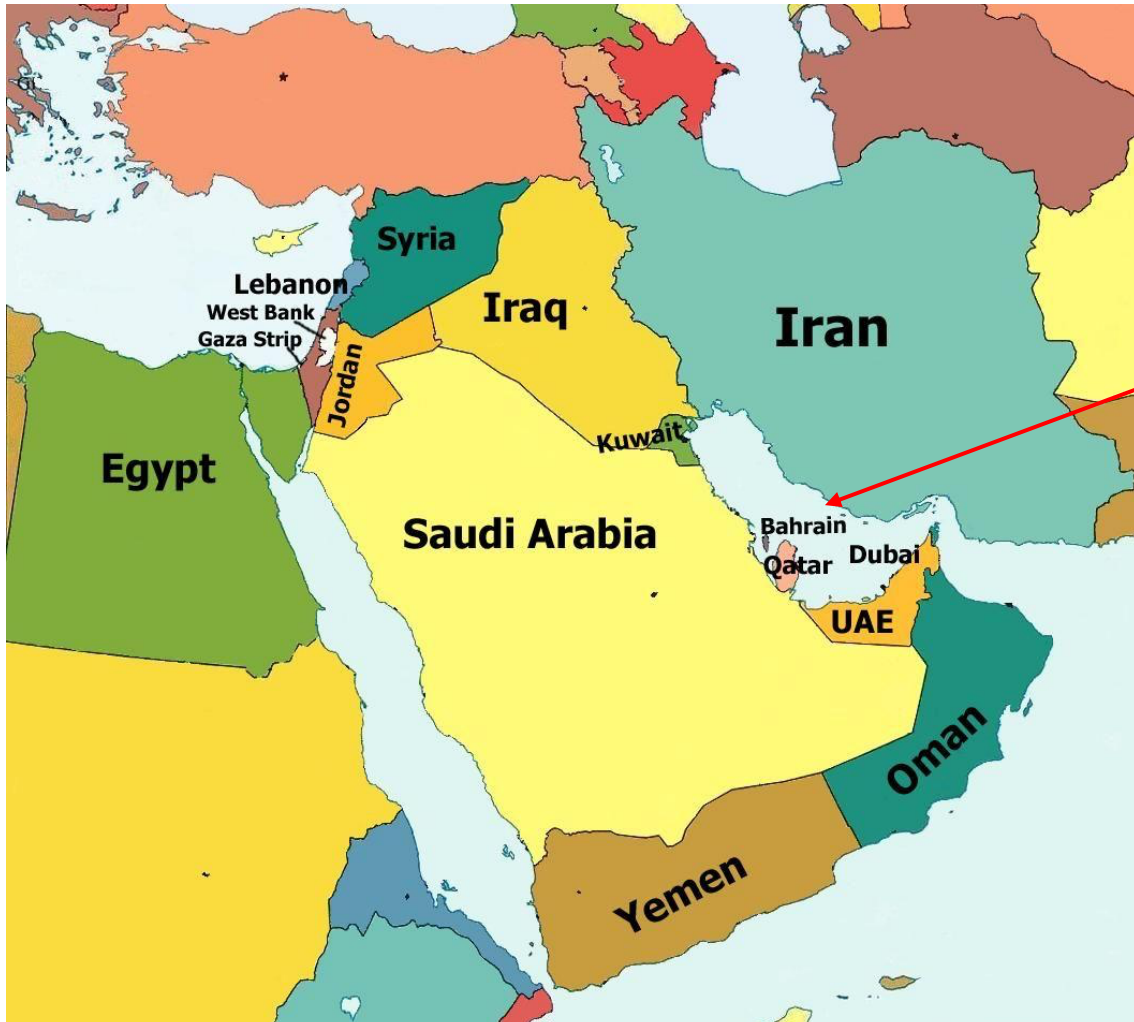 Syria
Lebanon
West Bank
Gaza Strip
Iraq
Iran
Jordan
Kuwait
Egypt
Saudi Arabia
Bahrain
Qatar
Dubai
UAE
Oman
Yemen
30